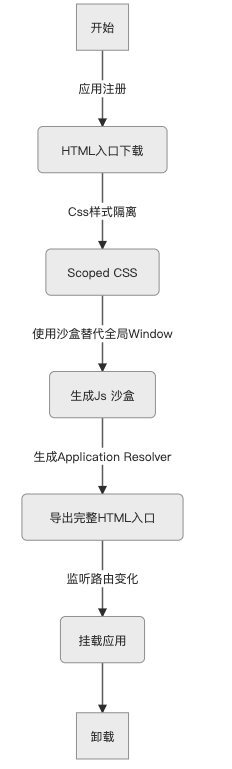 开始
应用注册
HTML入口下载
Css样式隔离
Scoped CSS
使用沙盒替代全局Window
生成Js 沙盒
生成Application Resolver
导出完整HTML入口
监听路由变化
挂载应用
卸载